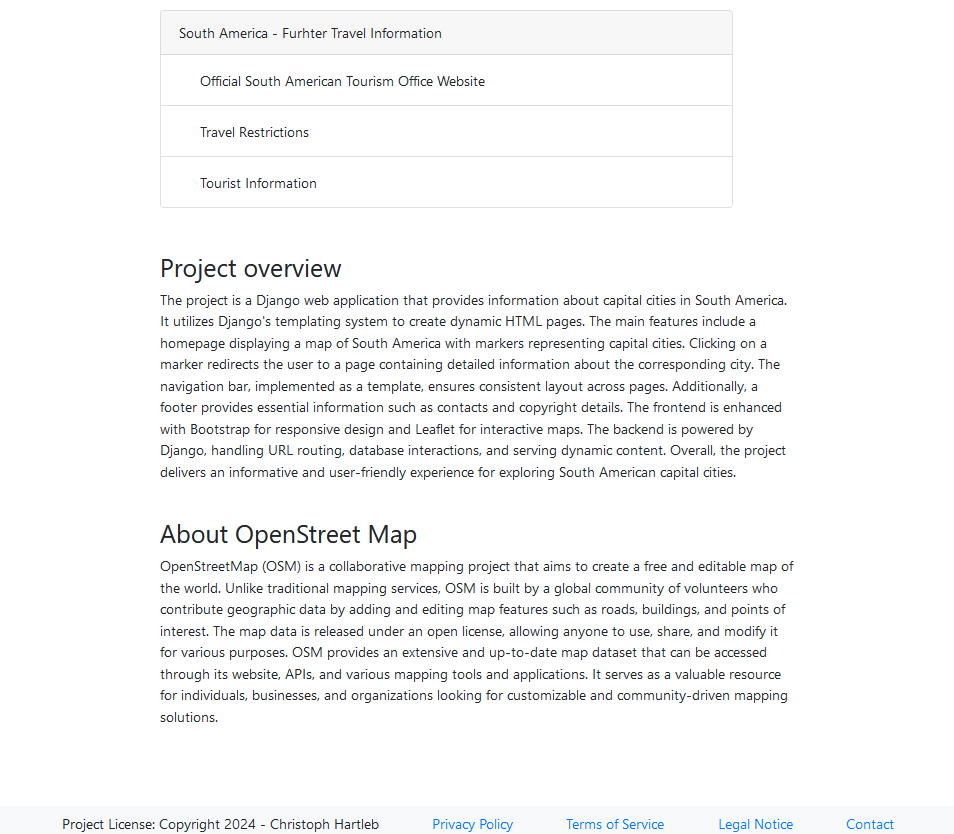 South America - Furhter Travel Information
Official South American Tourism Office Website
Travel Restrictions
Tourist Information
Project overview
The project is a Django web application that provides information about capital cities in South America.
It utilizes Django's templating system to create dynamic HTML pages. The main features include a
homepage displaying a map of South America with markers representing capital cities. Clicking on a
marker redirects the user to a page containing detailed information about the corresponding city. The
navigation bar, implemented as a template, ensures consistent layout across pages. Additionally, a
footer provides essential information such as contacts and copyright details. The frontend is enhanced
with Bootstrap for responsive design and Leaflet for interactive maps. The backend is powered by
Django, handling URL routing, database interactions, and serving dynamic content. Overall, the project
delivers an informative and user-friendly experience for exploring South American capital cities.
About OpenStreet Map
OpenStreetMap (OSM) is a collaborative mapping project that aims to create a free and editable map of
the world. Unlike traditional mapping services, OSM is built by a global community of volunteers who
contribute geographic data by adding and editing map features such as roads, buildings, and points of
interest. The map data is released under an open license, allowing anyone to use, share, and modify it
for various purposes. OSM provides an extensive and up-to-date map dataset that can be accessed
through its website, APIs, and various mapping tools and applications. It serves as a valuable resource
for individuals, businesses, and organizations looking for customizable and community-driven mapping
solutions.
Project License: Copyright 2024 - Christoph Hartleb Privacy Policy Terms of Service Legal Notice Contact